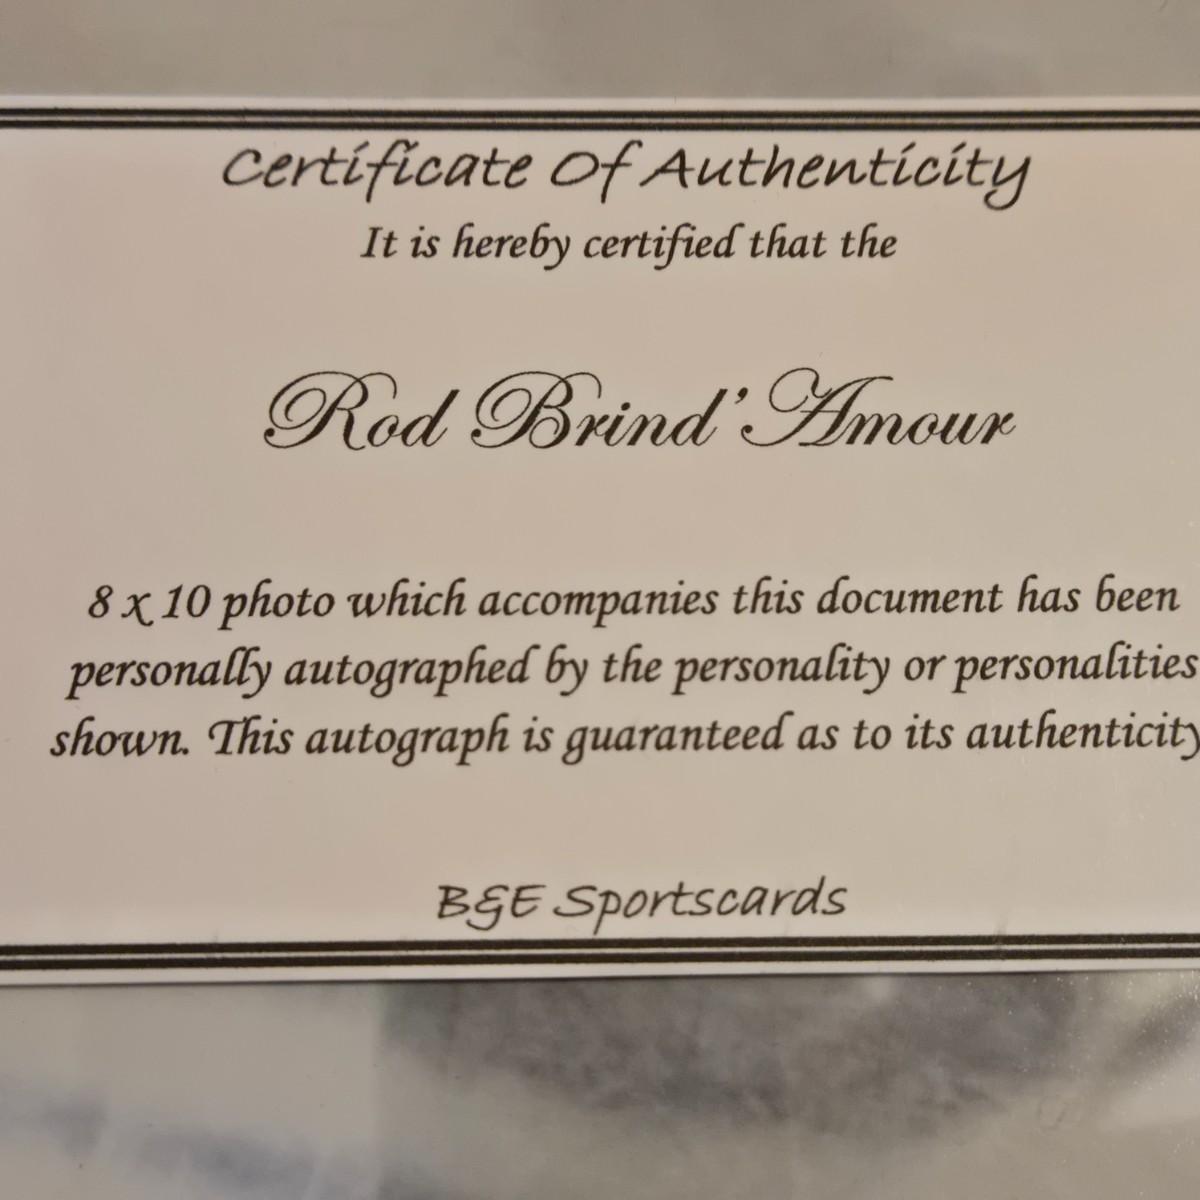 Certificate Of Authenticity
It is hereby certified that the
Rod Brind'Amour
8 x 10 photo which accompanies this document has been
personally autographed by the personality or personalities
shown. This autograph is guaranteed as to its authenticity
B&E Sportscards